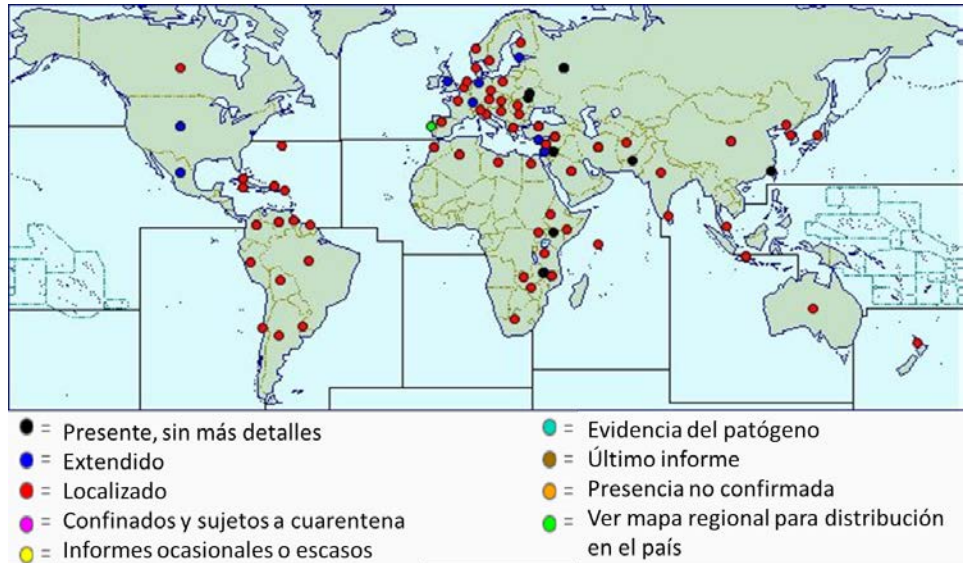 = Presente, sin más detalles
= Extendido
= Localizado
= Confinados y sujetos a cuarentena
= Informes ocasionales o escasos
= Evidencia del patógeno
= Último informe
= Presencia no confirmada
= Ver mapa regional para distribución
en el país